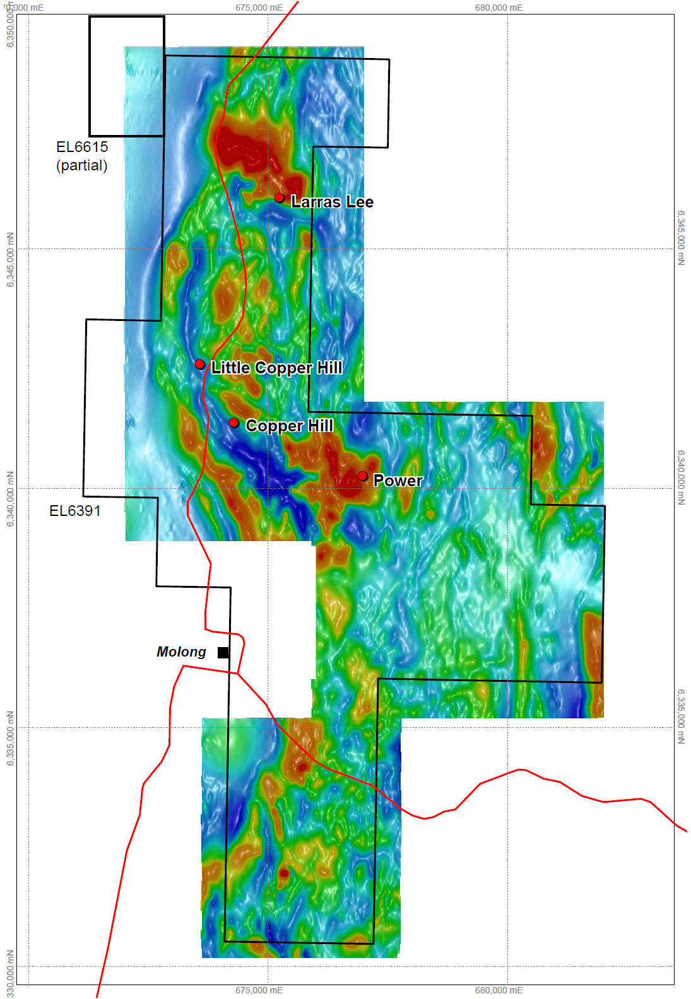 675,000 mE
680,000 mE
6,350,000 m
EL6615
(partial)
Larras Lee
6,345,000 mN
6,345,000 mN
Little Copper Hill
Copper Hill
Power
6,340,000 mN
6,340,000 mN
EL6391
Molong
6,335,000 mN
6,335,000 mN
330,000 mN
675,000 mE
680,000 mE